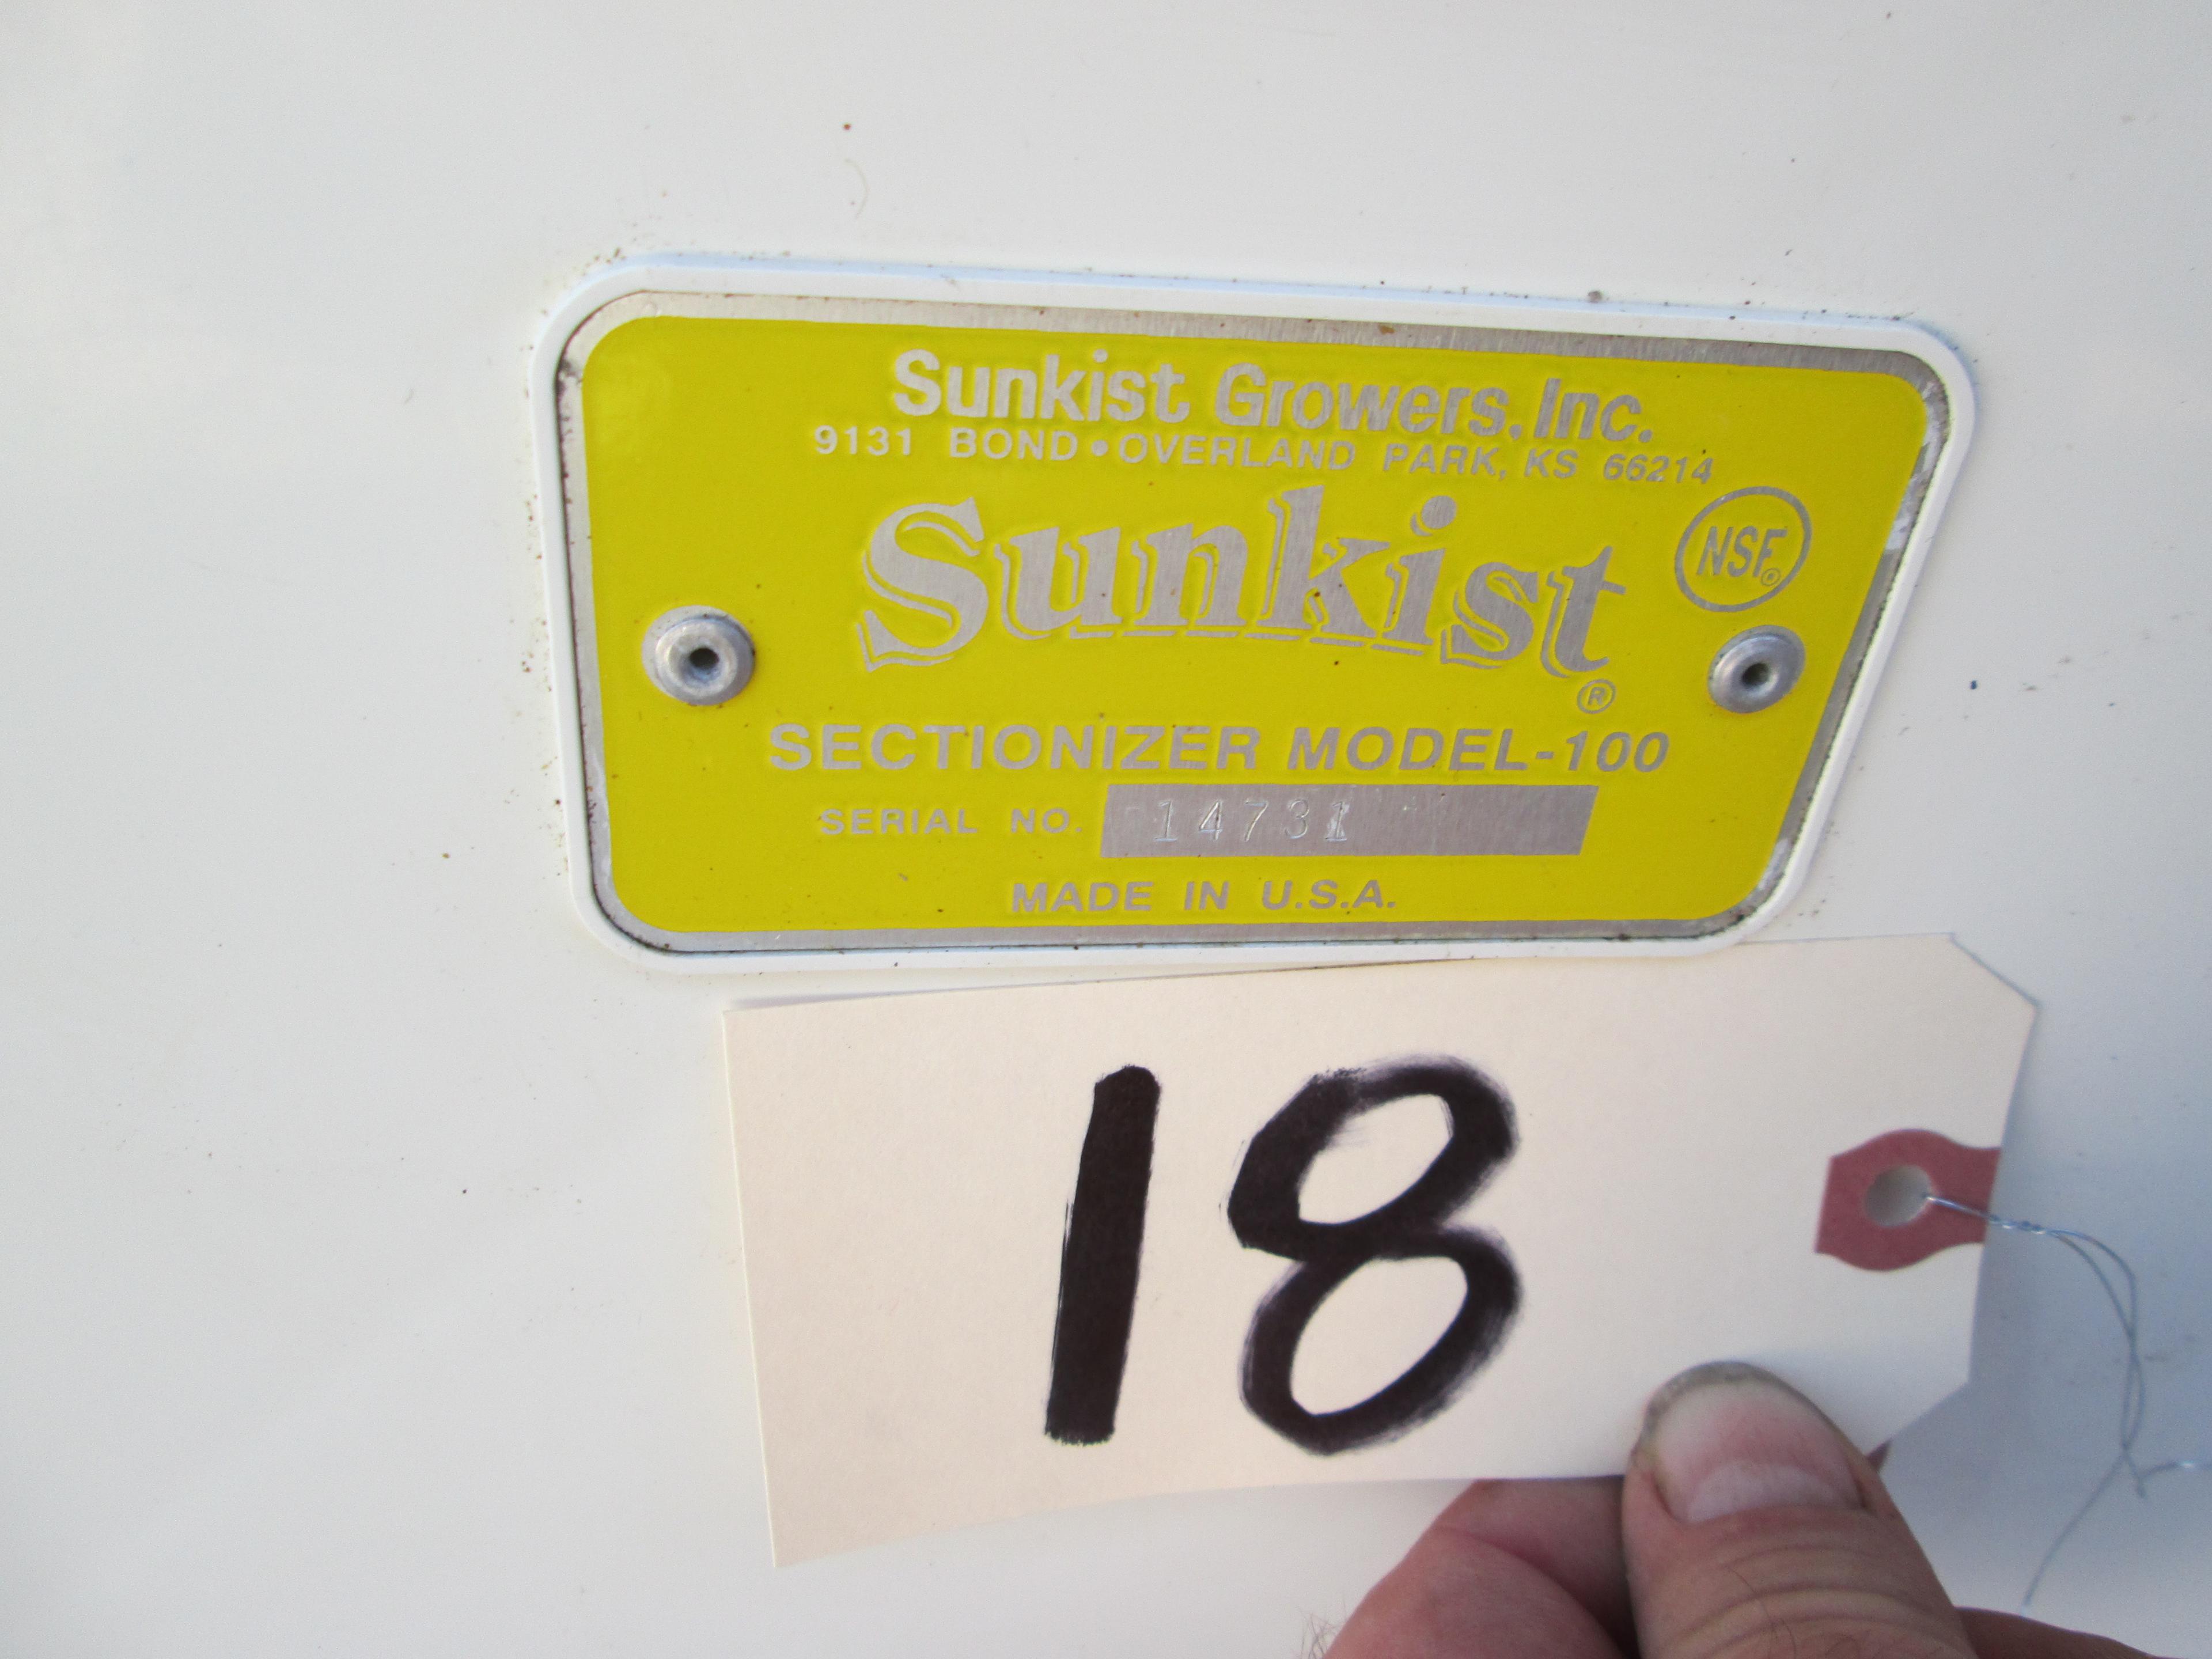 Sunkist Growers, Inc.
9131 BOND • OVERLAND PARK, KS 66214
Sunkist®
NSF®
SECTIONIZER MODEL-100
SERIAL NO. 14731
MADE IN U.S.A.
18